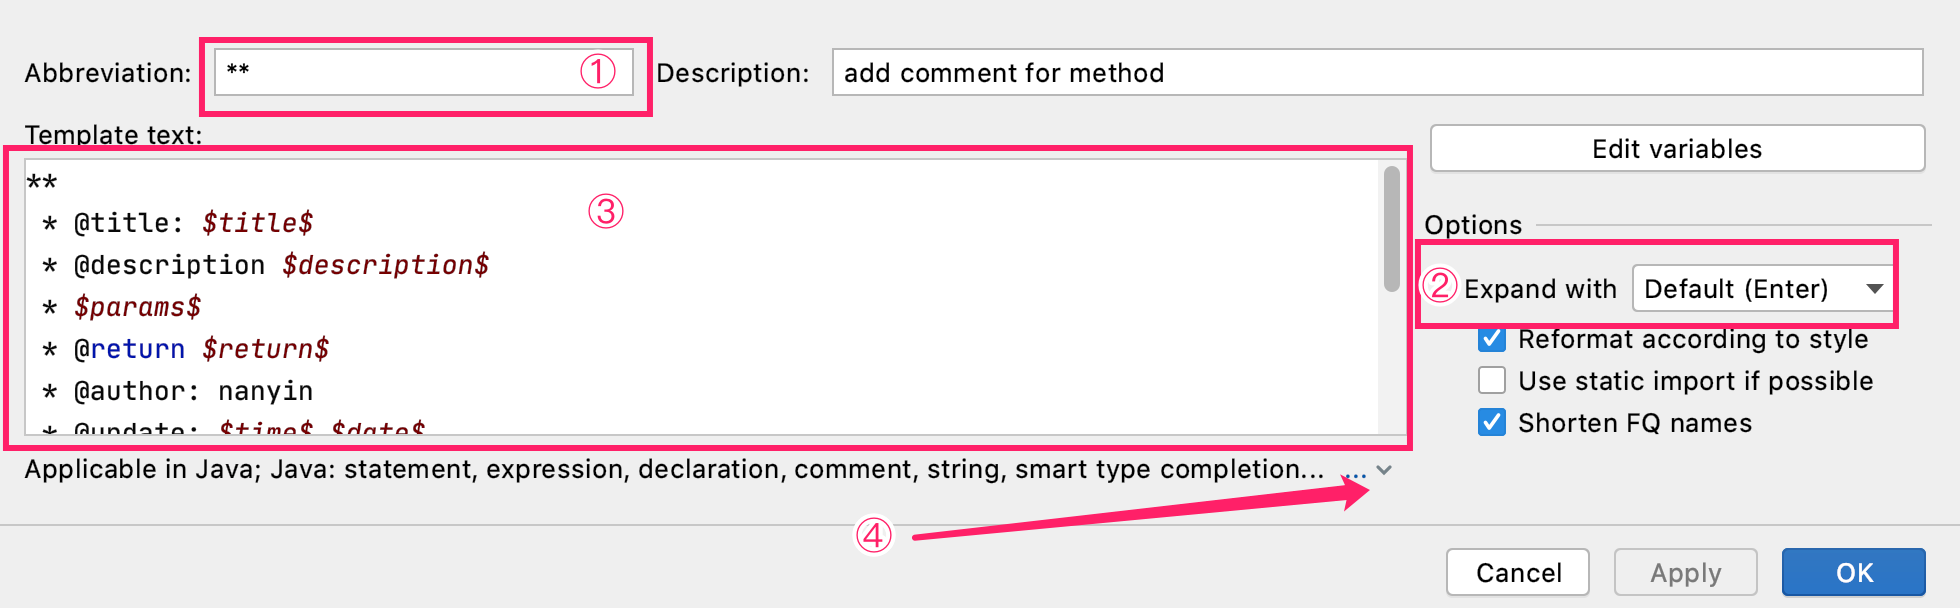 Abbreviation: ** ① Description: add comment for method
Template text:
Edit variables
**
③
* @title: $title$
* @description $description$
* $params$
* @return $return$
* @author: nanyin
* @update: $time$ $date$
Options
② Expand with Default (Enter)
Reformat according to style
Use static import if possible
Shorten FQ names
Applicable in Java; Java: statement, expression, declaration, comment, string, smart type completion... ...
④
Cancel Apply OK